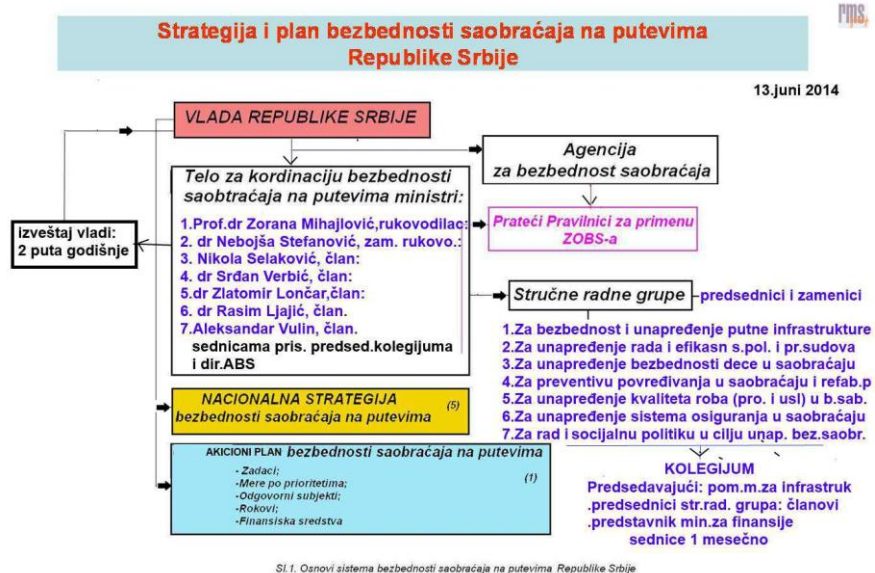 rms
Strategija i plan bezbednosti saobraćaja na putevima
Republike Srbije
13.juni 2014
VLADA REPUBLIKE SRBIJE
Agencija
za bezbednost saobraćaja
Telo za kordinaciju bezbednosti
saobtraćaja na putevima ministri:
1.Prof.dr Zorana Mihajlović,rukovodilac:
2. dr Nebojša Stefanović, zam. rukovo.:
3. Nikola Selaković, član:
4. dr Srđan Verbić, član:
5.dr Zlatomir Lončar,član:
6. dr Rasim Ljajić, član.
7.Aleksandar Vulin, član.
sednicama pris. predsed.kolegijuma
i dir.ABS
izveštaj vladi:
2 puta godišnje
Prateći Pravilnici za primenu
ZOBS-a
Stručne radne grupe
predsednici i zamenici
1.Za bezbednost i unapređenje putne infrastrukture
2.Za unapređenje rada i efikasn s.pol. i pr.sudova
3.Za unapređenje bezbednosti dece u saobraćaju
4.Za preventivu povređivanja u saobraćaju i refab.p
5.Za unapređenje kvaliteta roba (pro. i usl) u b.sab.
6.Za unapređenje sistema osiguranja u saobraćaju
7.Za rad i socijalnu politiku u cilju unap. bez.saobr.
NACIONALNA STRATEGIJA
bezbednosti saobraćaja na putevima (5)
AKICIONI PLAN bezbednosti saobraćaja na putevima
- Zadaci;
-Mere po prioritetima;
-Odgovorni subjekti;
-Rokovi;
-Finansiska sredstva
(1)
KOLEGIJUM
Predsedavajući: pom.m.za infrastruk
.predsednici str.rad. grupa: članovi
.predstavnik min.za finansije
sednice 1 mesečno
Sl.1. Osnovi sistema bezbednosti saobraćaja na putevima Republike Srbije